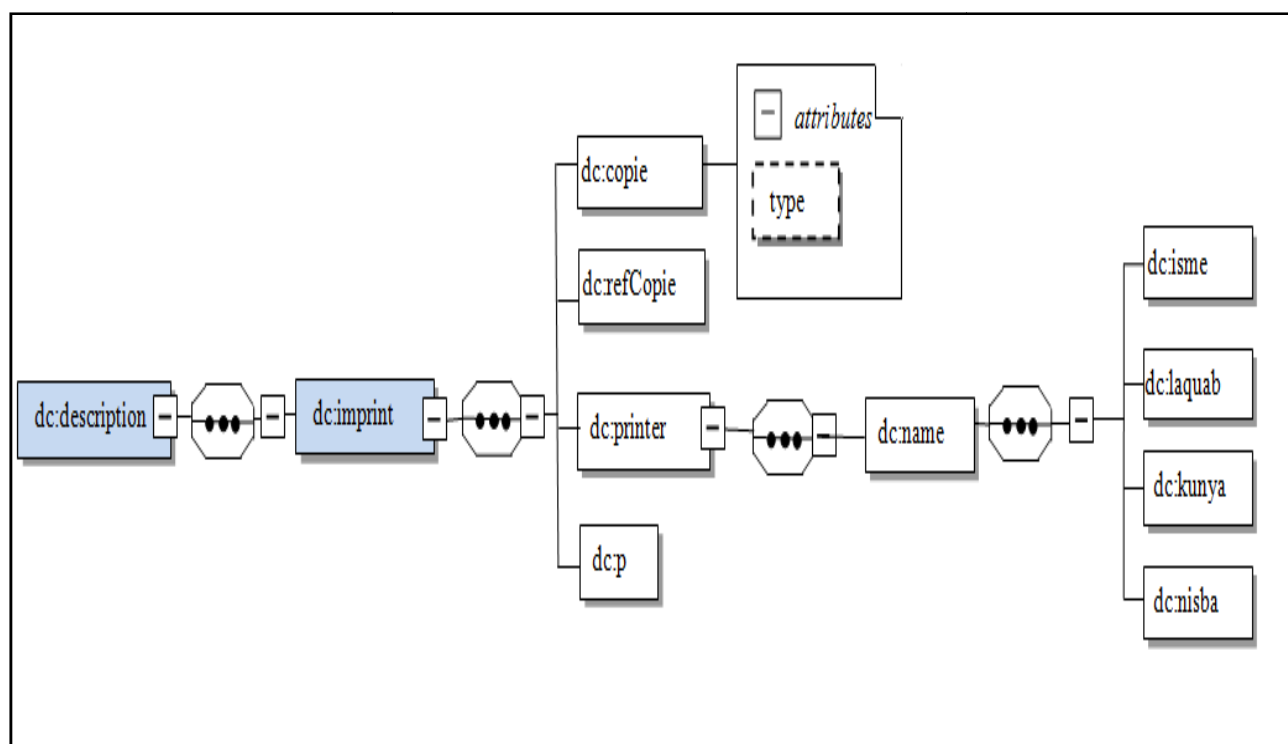 dc:description
dc:imprint
dc:copie
attributes
type
dc:refCopie
dc:printer
dc:name
dc:p
dc:isme
dc:laquab
dc:kunya
dc:nisba